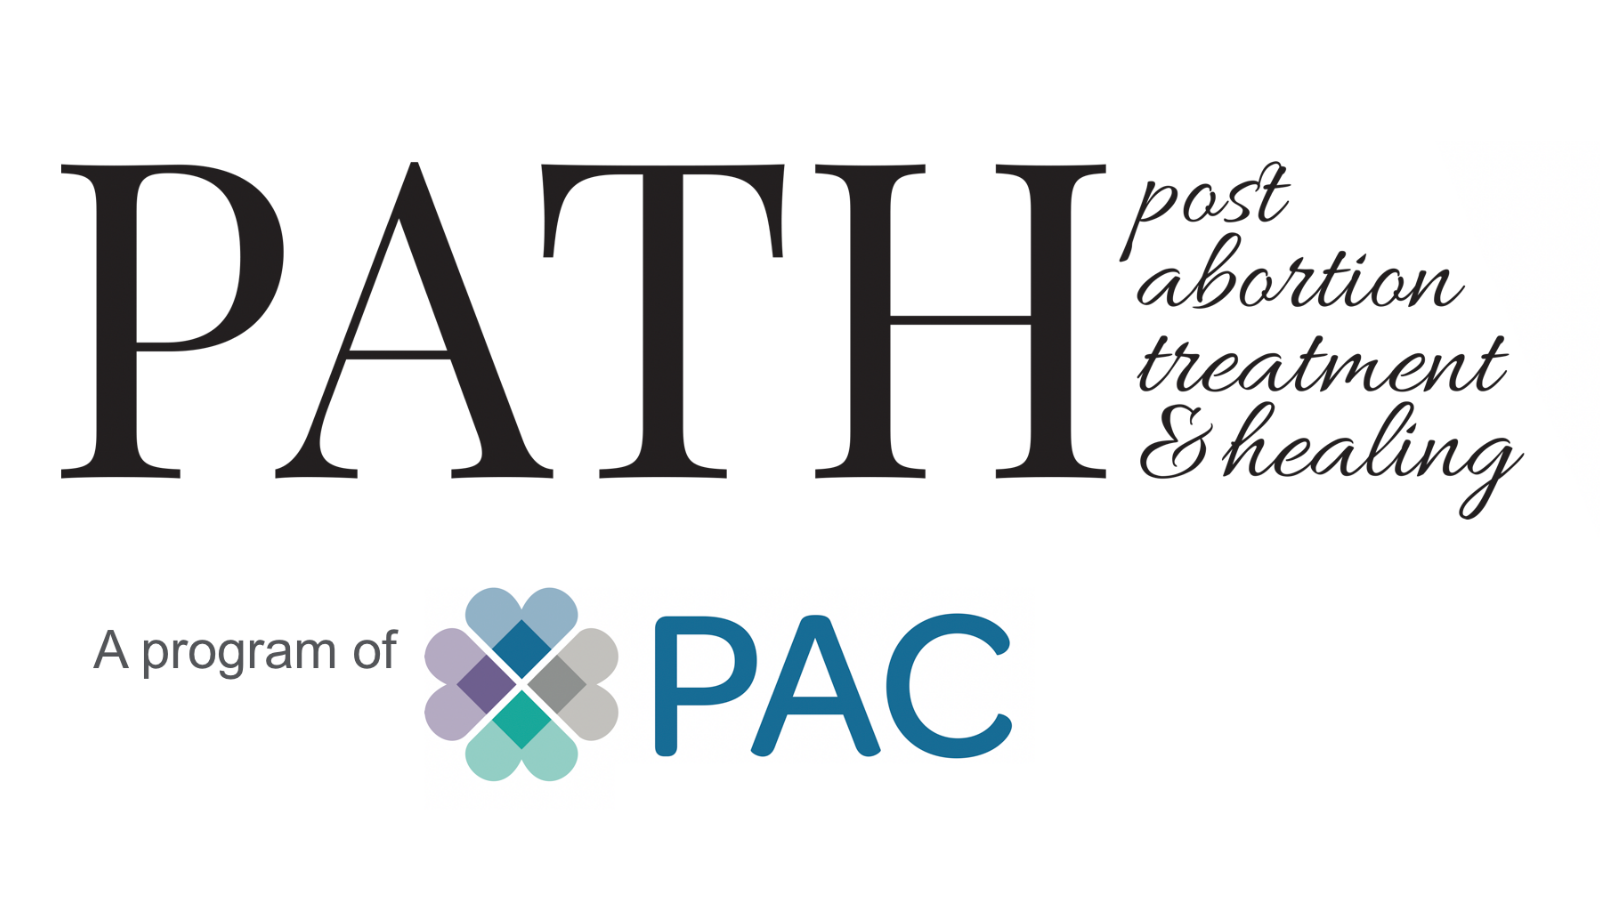 PATH
post
abortion
treatment
& healing
A program of
PAC